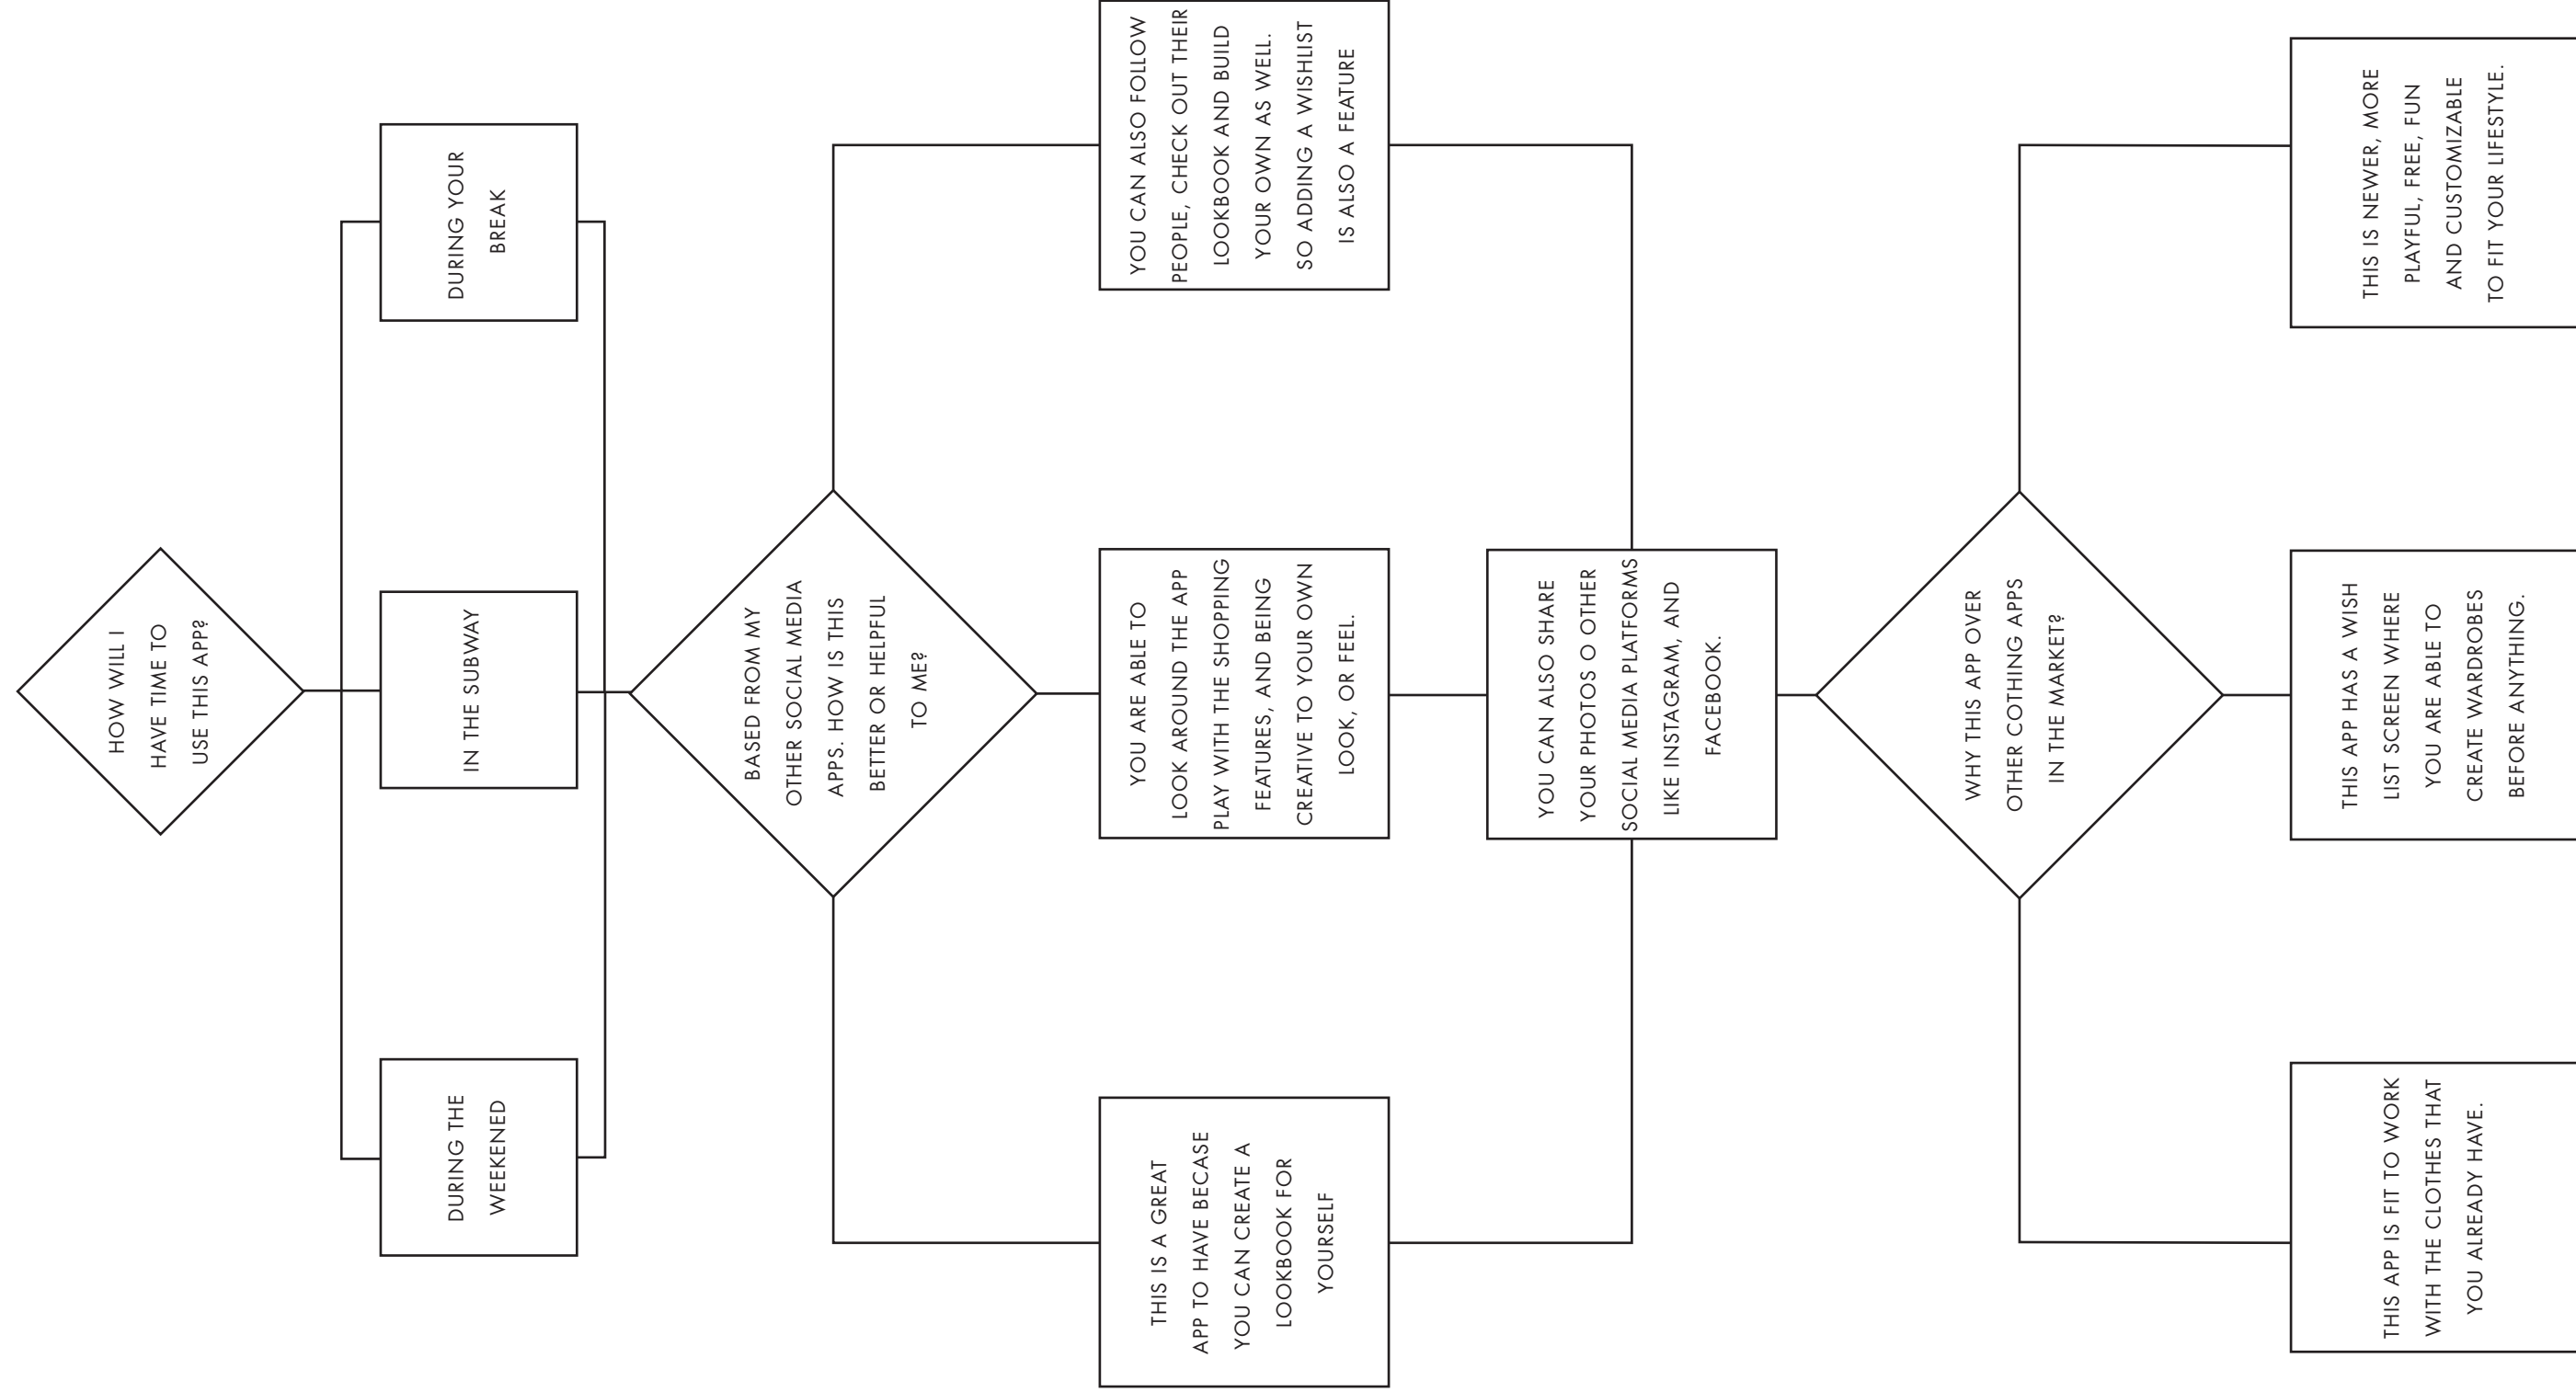 HOW WILL I
HAVE TIME TO
USE THIS APP?
DURING THE
WEEKENED
IN THE SUBWAY
DURING YOUR
BREAK
BASED FROM MY
OTHER SOCIAL MEDIA
APPS. HOW IS THIS
BETTER OR HELPFUL
TO ME?
THIS IS A GREAT
APP TO HAVE BECASE
YOU CAN CREATE A
LOOKBOOK FOR
YOURSELF
YOU ARE ABLE TO
LOOK AROUND THE APP
PLAY WITH THE SHOPPING
FEATURES, AND BEING
CREATIVE TO YOUR OWN
LOOK, OR FEEL.
YOU CAN ALSO FOLLOW
PEOPLE, CHECK OUT THEIR
LOOKBOOK AND BUILD
YOUR OWN AS WELL.
SO ADDING A WISHLIST
IS ALSO A FEATURE
YOU CAN ALSO SHARE
YOUR PHOTOS O OTHER
SOCIAL MEDIA PLATFORMS
LIKE INSTAGRAM, AND
FACEBOOK.
WHY THIS APP OVER
OTHER COTHING APPS
IN THE MARKET?
THIS APP IS FIT TO WORK
WITH THE CLOTHES THAT
YOU ALREADY HAVE.
THIS APP HAS A WISH
LIST SCREEN WHERE
YOU ARE ABLE TO
CREATE WARDROBES
BEFORE ANYTHING.
THIS IS NEWER, MORE
PLAYFUL, FREE, FUN
AND CUSTOMIZABLE
TO FIT YOUR LIFESTYLE.